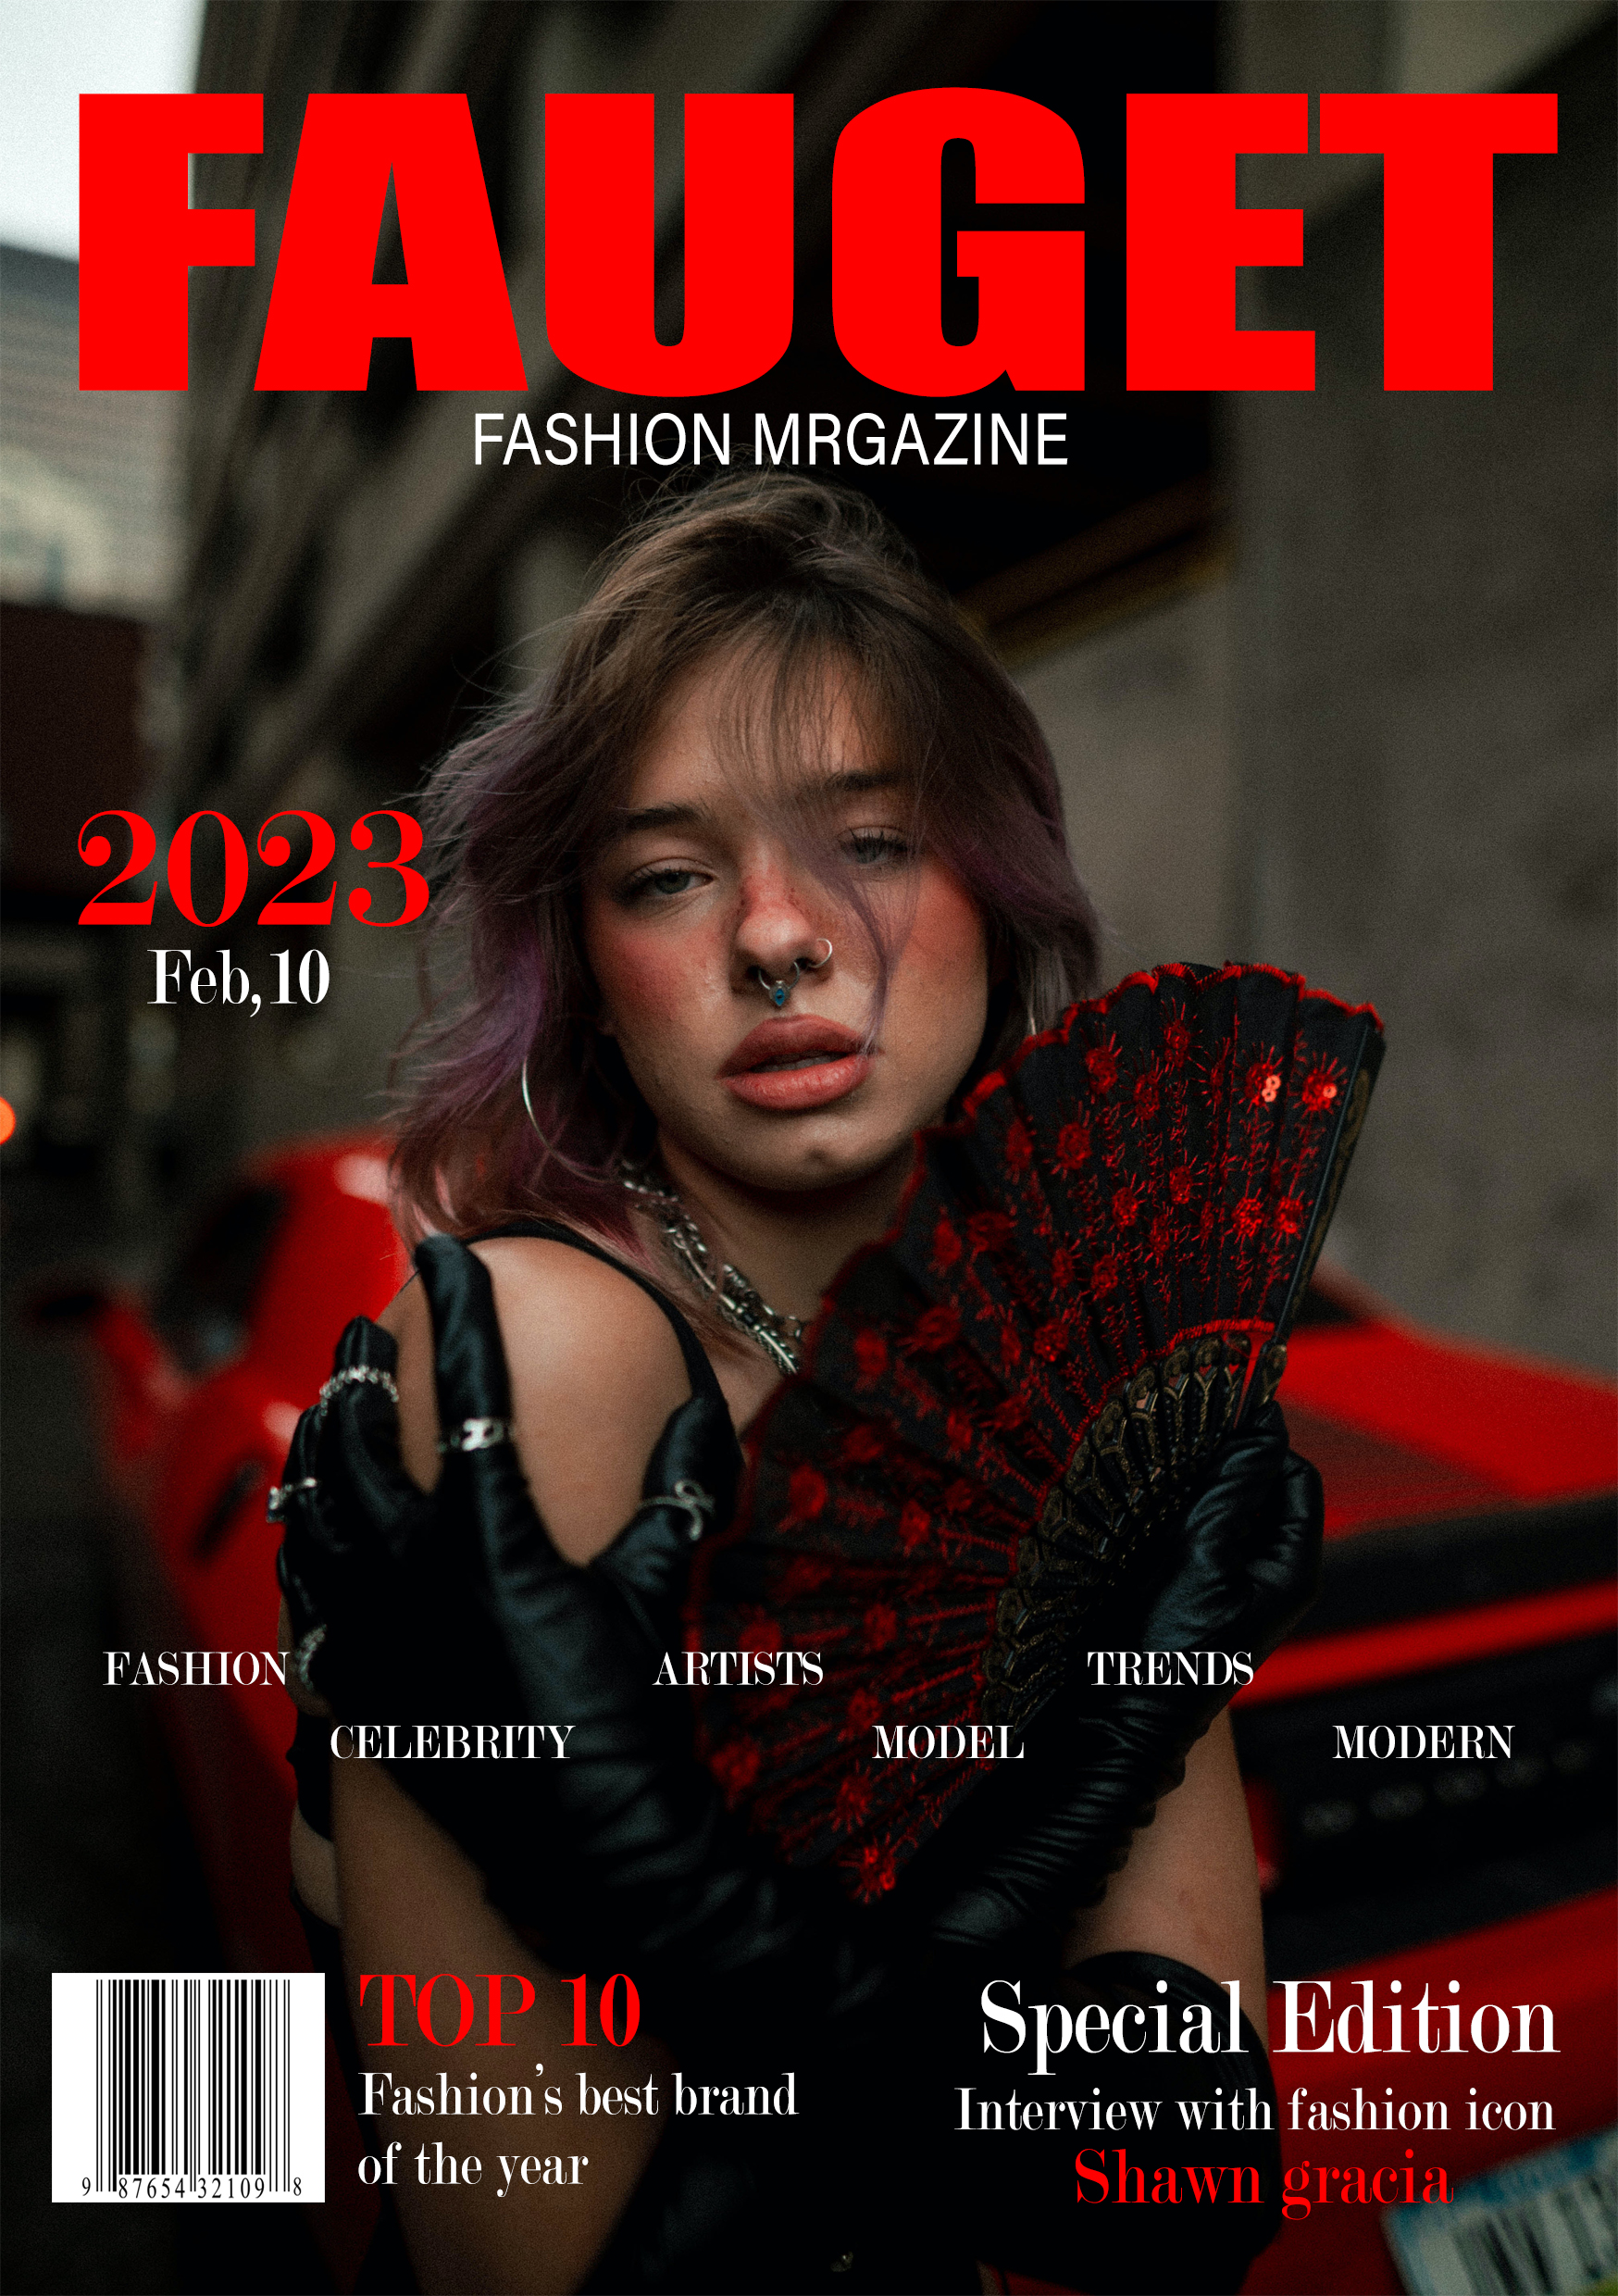 FAUGET
FASHION MRGAZINE
2023
Feb,10
FASHION ARTISTS TRENDS
CELEBRITY MODEL MODERN
TOP 10
Fashion's best brand
of the year
Special Edition
Interview with fashion icon
Shawn gracia
9 87654 32109 8